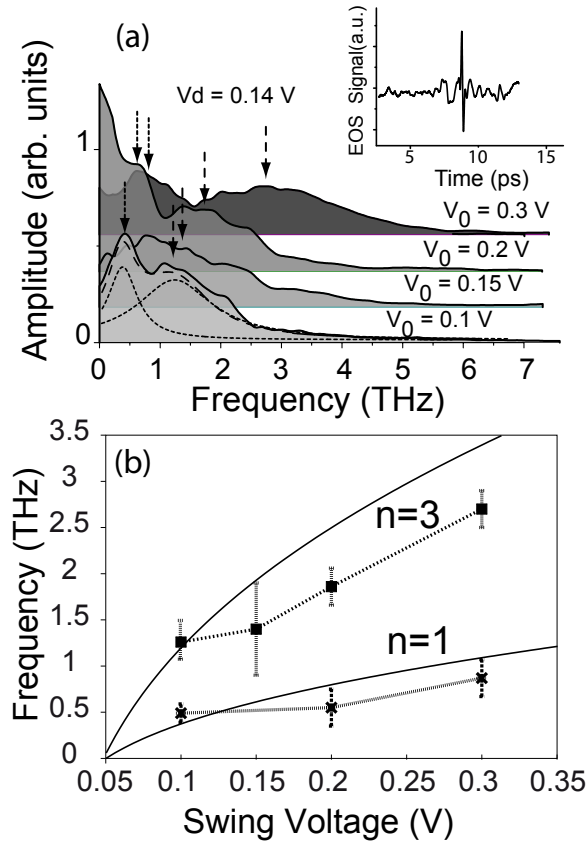 (a)
Vd = 0.14 V
EOS Signal(a.u.)
5 10 15
Time (ps)
Amplitude (arb. units)
1
0
V₀ = 0.3 V
V₀ = 0.2 V
V₀ = 0.15 V
V₀ = 0.1 V
0 1 2 3 4 5 6 7
Frequency (THz)
(b)
Frequency (THz)
3.5
3
2.5
2
1.5
1
0.5
0
n=3
n=1
0.05 0.1 0.15 0.2 0.25 0.3 0.35
Swing Voltage (V)